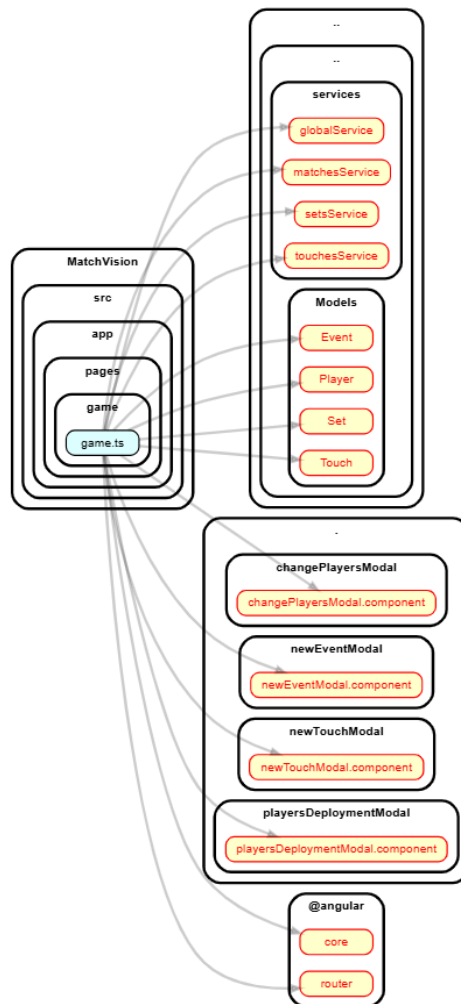 ..
..
services
globalService
matchesService
setsService
touchesService
Models
Event
Player
Set
Touch
MatchVision
src
app
pages
game
game.ts
.
changePlayersModal
changePlayersModal.component
newEventModal
newEventModal.component
newTouchModal
newTouchModal.component
playersDeploymentModal
playersDeploymentModal.component
@angular
core
router